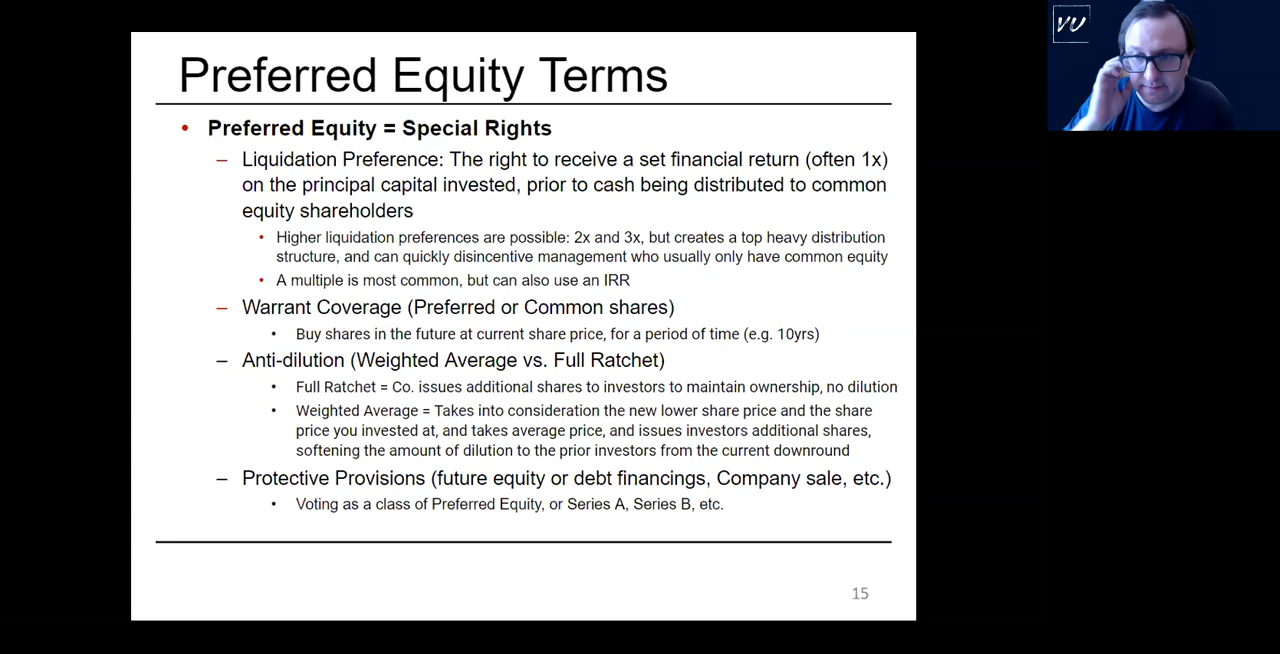 Preferred Equity Terms
• Preferred Equity = Special Rights
– Liquidation Preference: The right to receive a set financial return (often 1x)
on the principal capital invested, prior to cash being distributed to common
equity shareholders
• Higher liquidation preferences are possible: 2x and 3x, but creates a top heavy distribution
structure, and can quickly disincentive management who usually only have common equity
• A multiple is most common, but can also use an IRR
– Warrant Coverage (Preferred or Common shares)
• Buy shares in the future at current share price, for a period of time (e.g. 10yrs)
– Anti-dilution (Weighted Average vs. Full Ratchet)
• Full Ratchet = Co. issues additional shares to investors to maintain ownership, no dilution
• Weighted Average = Takes into consideration the new lower share price and the share
price you invested at, and takes average price, and issues investors additional shares,
softening the amount of dilution to the prior investors from the current downround
– Protective Provisions (future equity or debt financings, Company sale, etc.)
• Voting as a class of Preferred Equity, or Series A, Series B, etc.
15
VU